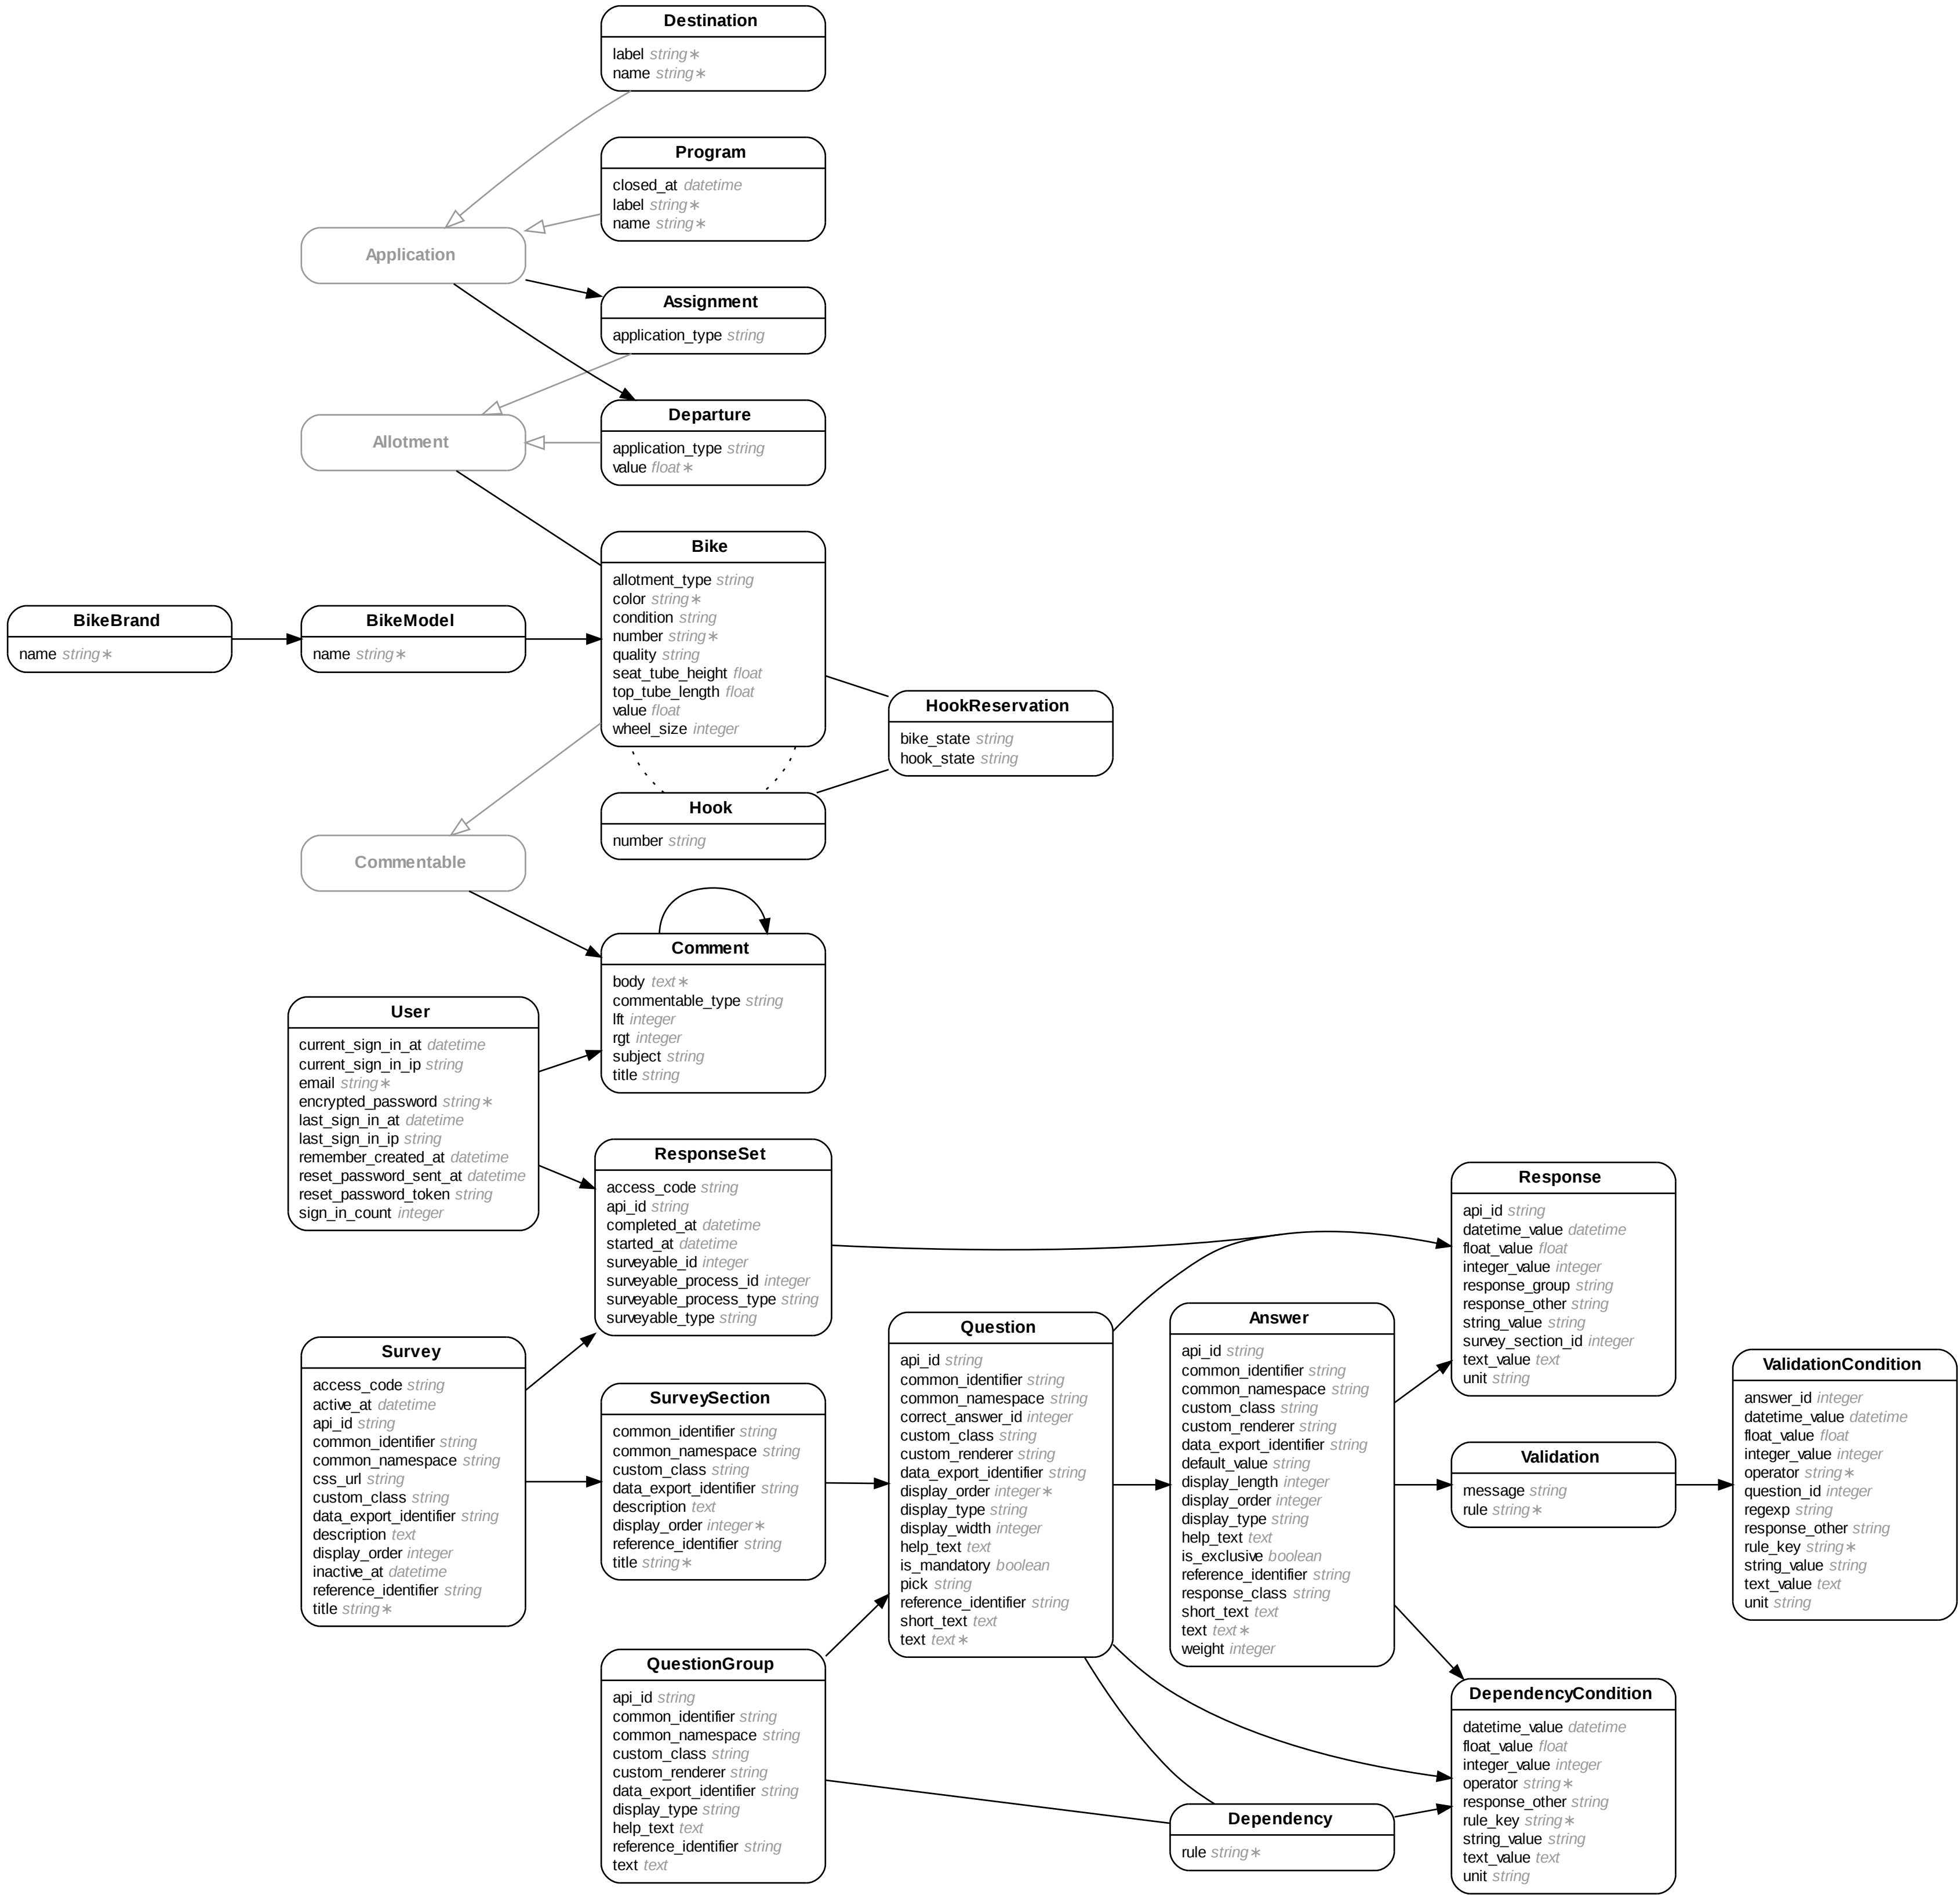 Destination
label string∗
name string∗
Program
closed_at datetime
label string∗
name string∗
Application
Assignment
application_type string
Departure
application_type string
value float∗
Allotment
Bike
allotment_type string
color string∗
condition string
number string∗
quality string
seat_tube_height float
top_tube_length float
value float
wheel_size integer
BikeBrand
name string∗
BikeModel
name string∗
HookReservation
bike_state string
hook_state string
Hook
number string
Commentable
Comment
body text∗
commentable_type string
lft integer
rgt integer
subject string
title string
User
current_sign_in_at datetime
current_sign_in_ip string
email string∗
encrypted_password string∗
last_sign_in_at datetime
last_sign_in_ip string
remember_created_at datetime
reset_password_sent_at datetime
reset_password_token string
sign_in_count integer
ResponseSet
access_code string
api_id string
completed_at datetime
started_at datetime
surveyable_id integer
surveyable_process_id integer
surveyable_process_type string
surveyable_type string
Response
api_id string
datetime_value datetime
float_value float
integer_value integer
response_group string
response_other string
string_value string
survey_section_id integer
text_value text
unit string
Survey
access_code string
active_at datetime
api_id string
common_identifier string
common_namespace string
css_url string
custom_class string
data_export_identifier string
description text
display_order integer
inactive_at datetime
reference_identifier string
title string∗
SurveySection
common_identifier string
common_namespace string
custom_class string
data_export_identifier string
description text
display_order integer∗
reference_identifier string
title string∗
Question
api_id string
common_identifier string
common_namespace string
correct_answer_id integer
custom_class string
custom_renderer string
data_export_identifier string
display_order integer∗
display_type string
display_width integer
help_text text
is_mandatory boolean
pick string
reference_identifier string
short_text text
text text∗
Answer
api_id string
common_identifier string
common_namespace string
custom_class string
custom_renderer string
data_export_identifier string
default_value string
display_length integer
display_order integer
display_type string
help_text text
is_exclusive boolean
reference_identifier string
response_class string
short_text text
text text∗
weight integer
Validation
message string
rule string∗
ValidationCondition
answer_id integer
datetime_value datetime
float_value float
integer_value integer
operator string∗
question_id integer
regexp string
response_other string
rule_key string∗
string_value string
text_value text
unit string
QuestionGroup
api_id string
common_identifier string
common_namespace string
custom_class string
custom_renderer string
data_export_identifier string
display_type string
help_text text
reference_identifier string
text text
Dependency
rule string∗
DependencyCondition
datetime_value datetime
float_value float
integer_value integer
operator string∗
response_other string
rule_key string∗
string_value string
text_value text
unit string